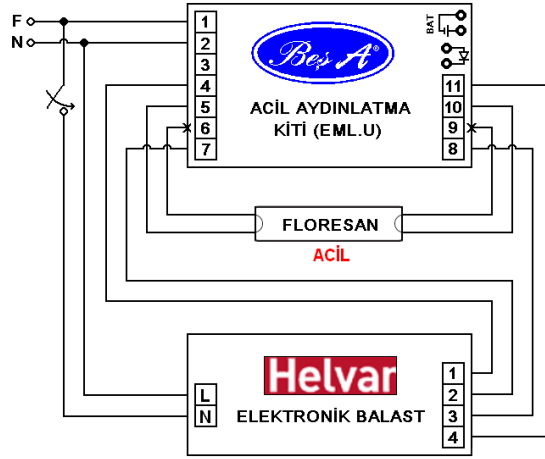 F
N
1
2
3
4
5
6
7
Beş A®
ACİL AYDINLATMA
KİTİ (EML.U)
BAT
11
10
9
8
FLORESAN
ACİL
L
N
Helvar
ELEKTRONİK BALAST
1
2
3
4